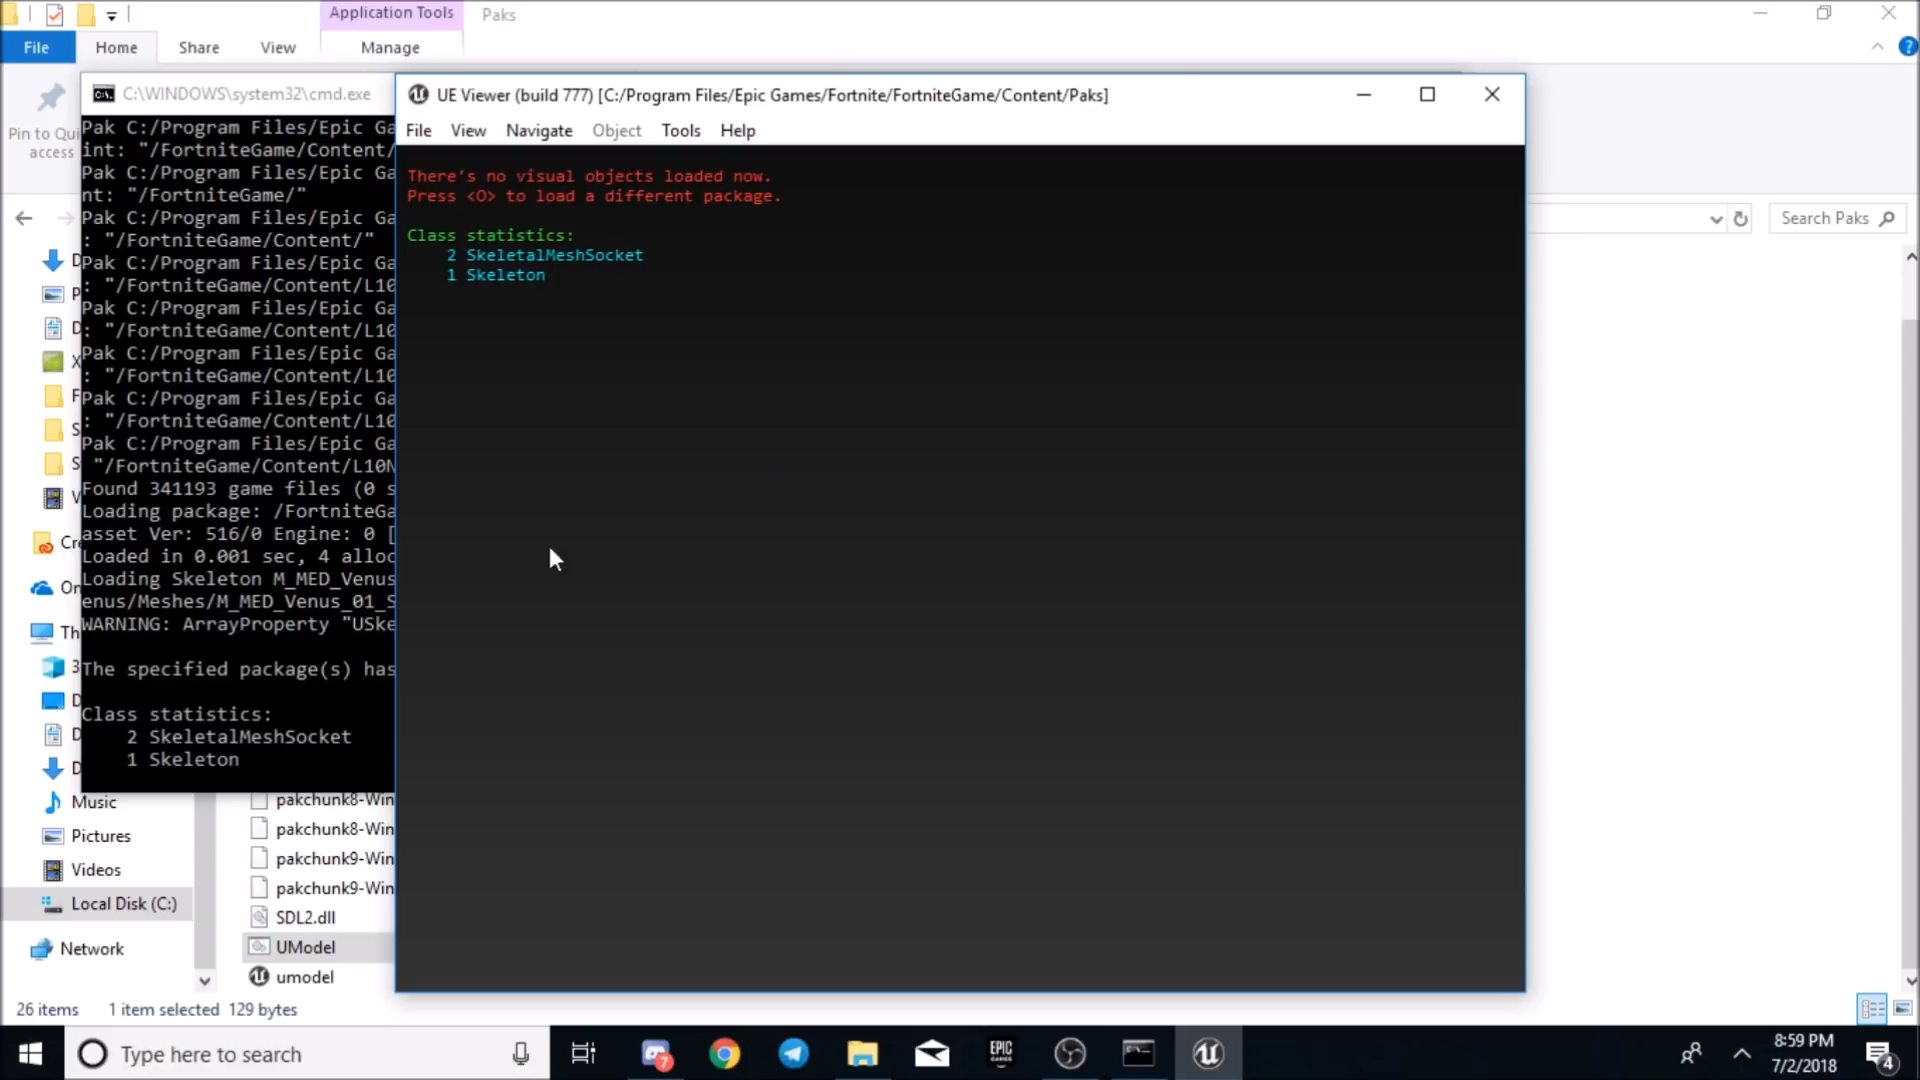 Application Tools
Paks
File
Home
Share
View
Manage
Pin to Qui
access
C:\WINDOWS\system32\cmd.exe
Pak C:/Program Files/Epic Ga
int: "/FortniteGame/Content/
Pak C:/Program Files/Epic Ga
nt: "/FortniteGame/"
Pak C:/Program Files/Epic Ga
: "/FortniteGame/Content/"
Pak C:/Program Files/Epic Ga
: "/FortniteGame/Content/L10
Pak C:/Program Files/Epic Ga
: "/FortniteGame/Content/L10
Pak C:/Program Files/Epic Ga
: "/FortniteGame/Content/L10
Pak C:/Program Files/Epic Ga
: "/FortniteGame/Content/L10
Pak C:/Program Files/Epic Ga
"/FortniteGame/Content/L10N
Found 341193 game files (0 s
Loading package: /FortniteGa
asset Ver: 516/0 Engine: 0 [
Loaded in 0.001 sec, 4 alloc
Loading Skeleton M_MED_Venus
enus/Meshes/M_MED_Venus_01_S
WARNING: ArrayProperty "USke
The specified package(s) has
Class statistics:
2 SkeletalMeshSocket
1 Skeleton
UE Viewer (build 777) [C:/Program Files/Epic Games/Fortnite/FortniteGame/Content/Paks]
File
View
Navigate
Object
Tools
Help
There's no visual objects loaded now.
Press <O> to load a different package.
Class statistics:
2 SkeletalMeshSocket
1 Skeleton
Search Paks
D
P
D
X
F
S
S
V
Cre
On
Th
3
D
D
D
Music
Pictures
Videos
Local Disk (C:)
Network
pakchunk8-Win
pakchunk8-Win
pakchunk9-Win
pakchunk9-Win
SDL2.dll
UModel
umodel
26 items
1 item selected 129 bytes
Type here to search
7
EPIC
GAMES
8:59 PM
7/2/2018
4